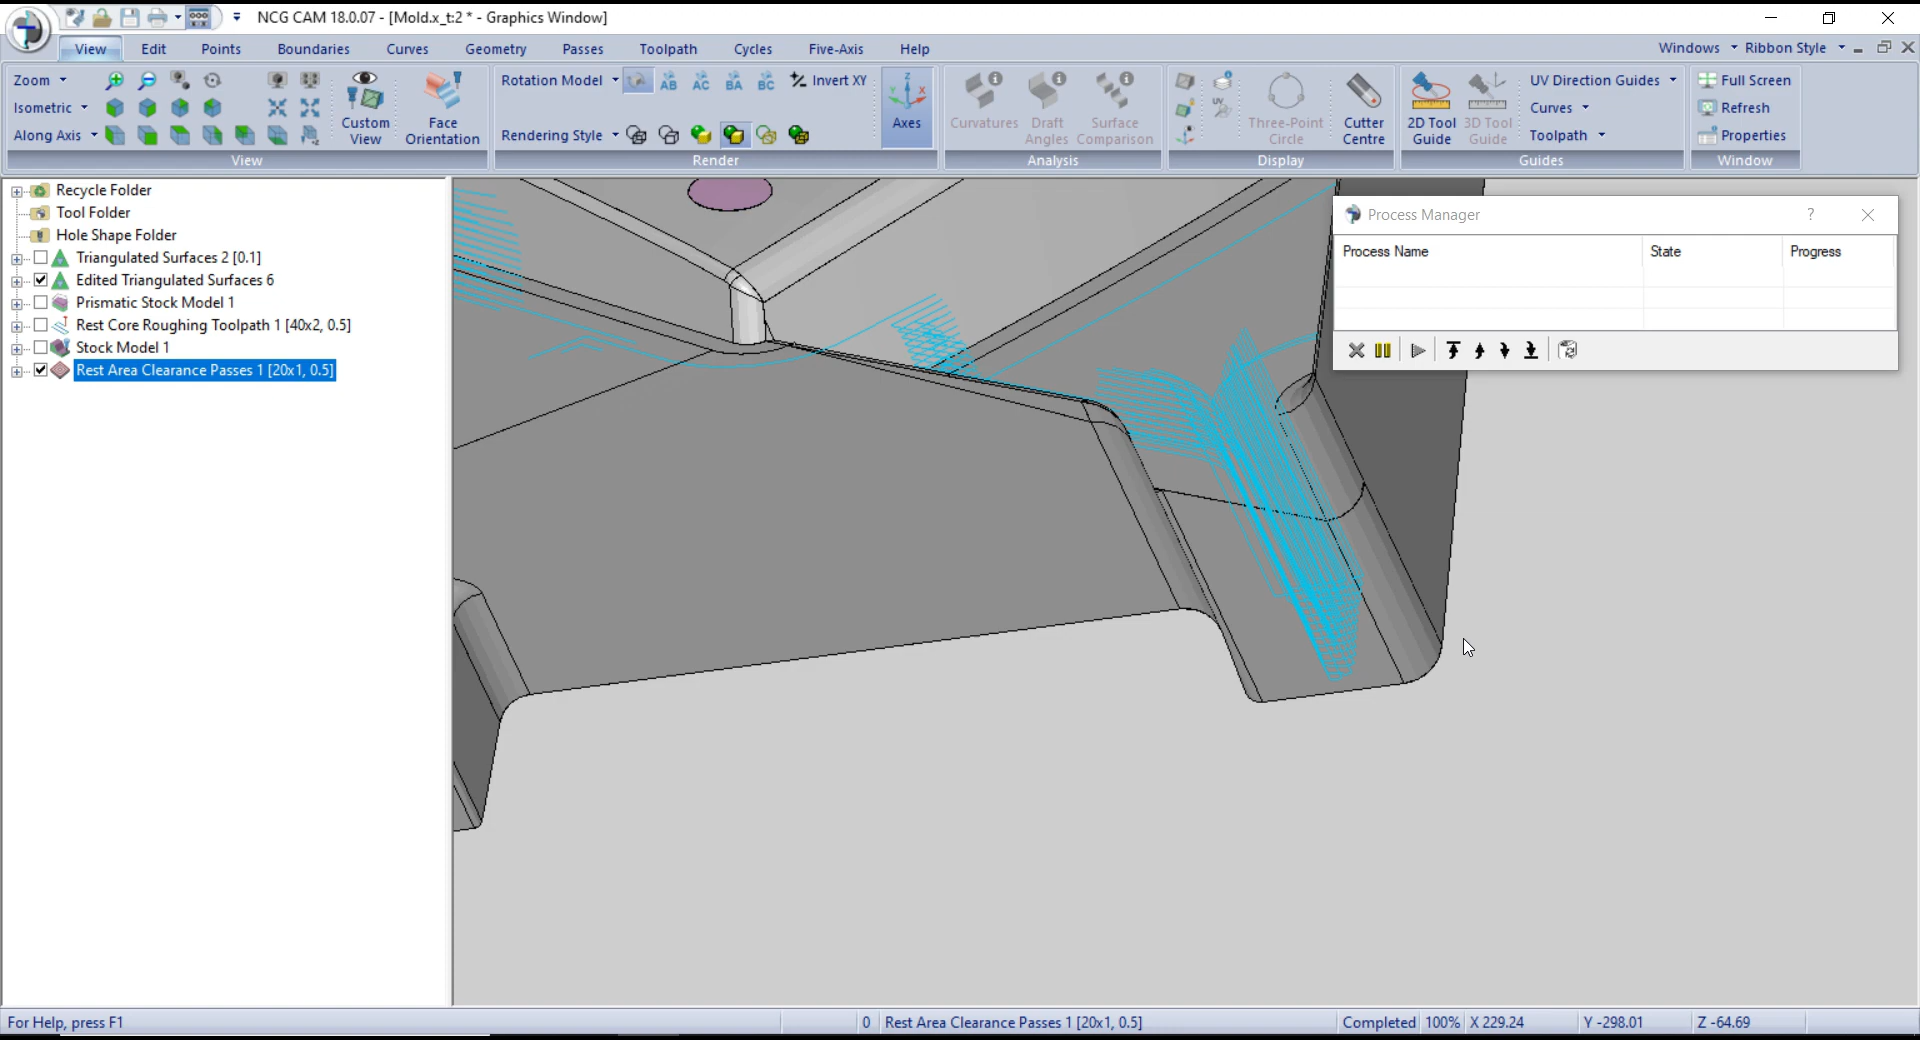 NCG CAM 18.0.07 - [Mold.x_t:2 * - Graphics Window]
View Edit Points Boundaries Curves Geometry Passes Toolpath Cycles Five-Axis Help Windows Ribbon Style
Zoom
Isometric
Along Axis
Custom View
Face Orientation
View
Rotation Model AB AC BA BC Invert XY
Rendering Style
Axes
Render
Curvatures
Draft Angles
Surface Comparison
Analysis
UV
Three-Point Circle
Cutter Centre
Display
2D Tool Guide
3D Tool Guide
UV Direction Guides
Curves
Toolpath
Guides
Full Screen
Refresh
Properties
Window
Recycle Folder
Tool Folder
Hole Shape Folder
Triangulated Surfaces 2 [0.1]
Edited Triangulated Surfaces 6
Prismatic Stock Model 1
Rest Core Roughing Toolpath 1 [40x2, 0.5]
Stock Model 1
Rest Area Clearance Passes 1 [20x1, 0.5]
Process Manager ?
Process Name State Progress
For Help, press F1 0 Rest Area Clearance Passes 1 [20x1, 0.5] Completed 100% X 229.24 Y -298.01 Z -64.69